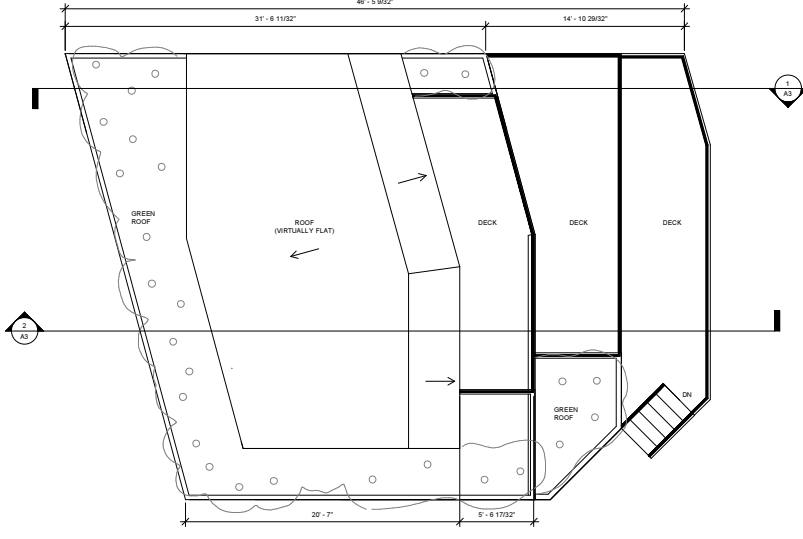 46' - 5 9/32"
31' - 6 11/32"
14' - 10 29/32"
1
A3
GREEN
ROOF
ROOF
(VIRTUALLY FLAT)
DECK
DECK
DECK
2
A3
DN
GREEN
ROOF
20' - 7"
5' - 6 17/32"